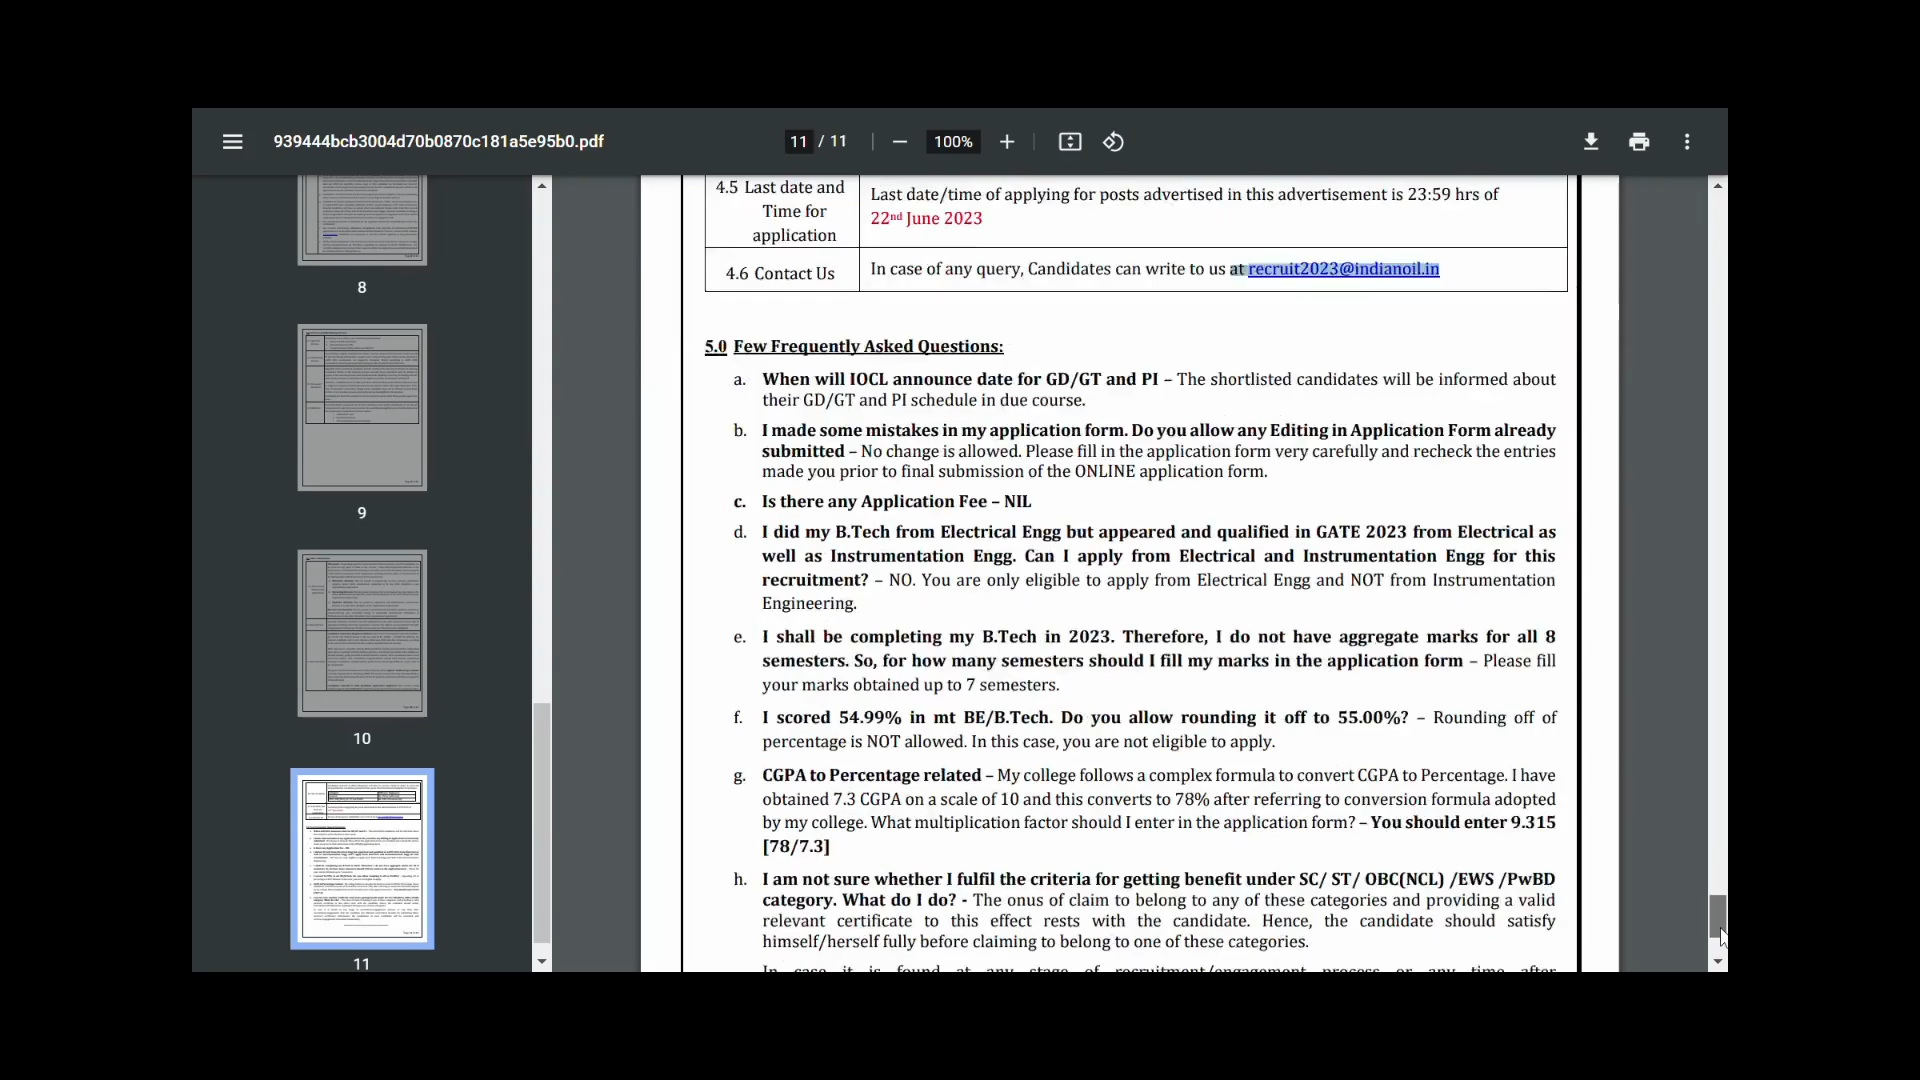 939444bcb3004d70b0870c181a5e95b0.pdf
11 / 11
100%
8
9
10
11
4.5 Last date and
Time for
application
Last date/time of applying for posts advertised in this advertisement is 23:59 hrs of
22nd June 2023
4.6 Contact Us
In case of any query, Candidates can write to us at recruit2023@indianoil.in
5.0 Few Frequently Asked Questions:
a. When will IOCL announce date for GD/GT and PI – The shortlisted candidates will be informed about
their GD/GT and PI schedule in due course.
b. I made some mistakes in my application form. Do you allow any Editing in Application Form already
submitted – No change is allowed. Please fill in the application form very carefully and recheck the entries
made you prior to final submission of the ONLINE application form.
c. Is there any Application Fee – NIL
d. I did my B.Tech from Electrical Engg but appeared and qualified in GATE 2023 from Electrical as
well as Instrumentation Engg. Can I apply from Electrical and Instrumentation Engg for this
recruitment? – NO. You are only eligible to apply from Electrical Engg and NOT from Instrumentation
Engineering.
e. I shall be completing my B.Tech in 2023. Therefore, I do not have aggregate marks for all 8
semesters. So, for how many semesters should I fill my marks in the application form – Please fill
your marks obtained up to 7 semesters.
f. I scored 54.99% in mt BE/B.Tech. Do you allow rounding it off to 55.00%? – Rounding off of
percentage is NOT allowed. In this case, you are not eligible to apply.
g. CGPA to Percentage related – My college follows a complex formula to convert CGPA to Percentage. I have
obtained 7.3 CGPA on a scale of 10 and this converts to 78% after referring to conversion formula adopted
by my college. What multiplication factor should I enter in the application form? – You should enter 9.315
[78/7.3]
h. I am not sure whether I fulfil the criteria for getting benefit under SC/ ST/ OBC(NCL) /EWS /PwBD
category. What do I do? - The onus of claim to belong to any of these categories and providing a valid
relevant certificate to this effect rests with the candidate. Hence, the candidate should satisfy
himself/herself fully before claiming to belong to one of these categories.
In case it is found at any stage of recruitment/engagement process or any time after